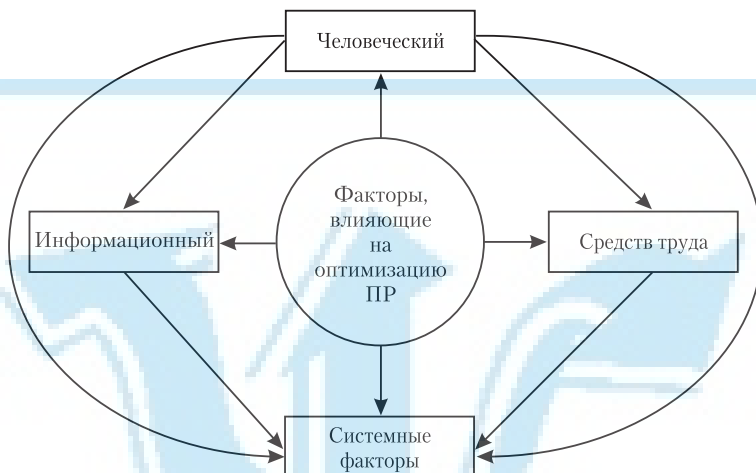 Человеческий
Факторы,
влияющие
на
оптимизацию
ПР
Информационный
Средств труда
Системные
факторы